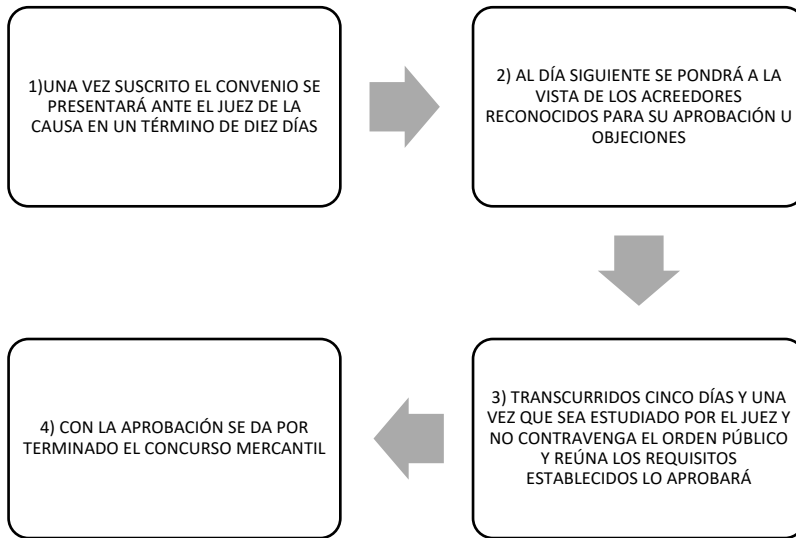 1)UNA VEZ SUSCRITO EL CONVENIO SE
PRESENTARÁ ANTE EL JUEZ DE LA
CAUSA EN UN TÉRMINO DE DIEZ DÍAS
2) AL DÍA SIGUIENTE SE PONDRÁ A LA
VISTA DE LOS ACREEDORES
RECONOCIDOS PARA SU APROBACIÓN U
OBJECIONES
3) TRANSCURRIDOS CINCO DÍAS Y UNA
VEZ QUE SEA ESTUDIADO POR EL JUEZ Y
NO CONTRAVENGA EL ORDEN PÚBLICO
Y REÚNA LOS REQUISITOS
ESTABLECIDOS LO APROBARÁ
4) CON LA APROBACIÓN SE DA POR
TERMINADO EL CONCURSO MERCANTIL